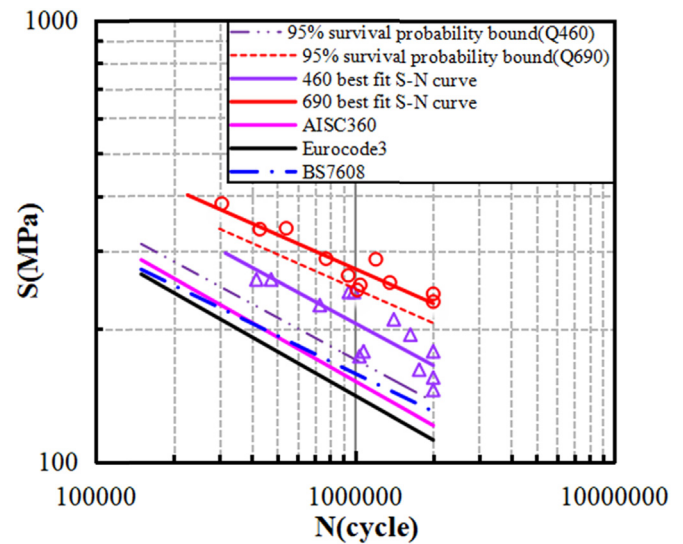 1000
95% survival probability bound(Q460)
95% survival probability bound(Q690)
460 best fit S-N curve
690 best fit S-N curve
AISC360
Eurocode3
BS7608
S(MPa)
100
100000 1000000 10000000
N(cycle)